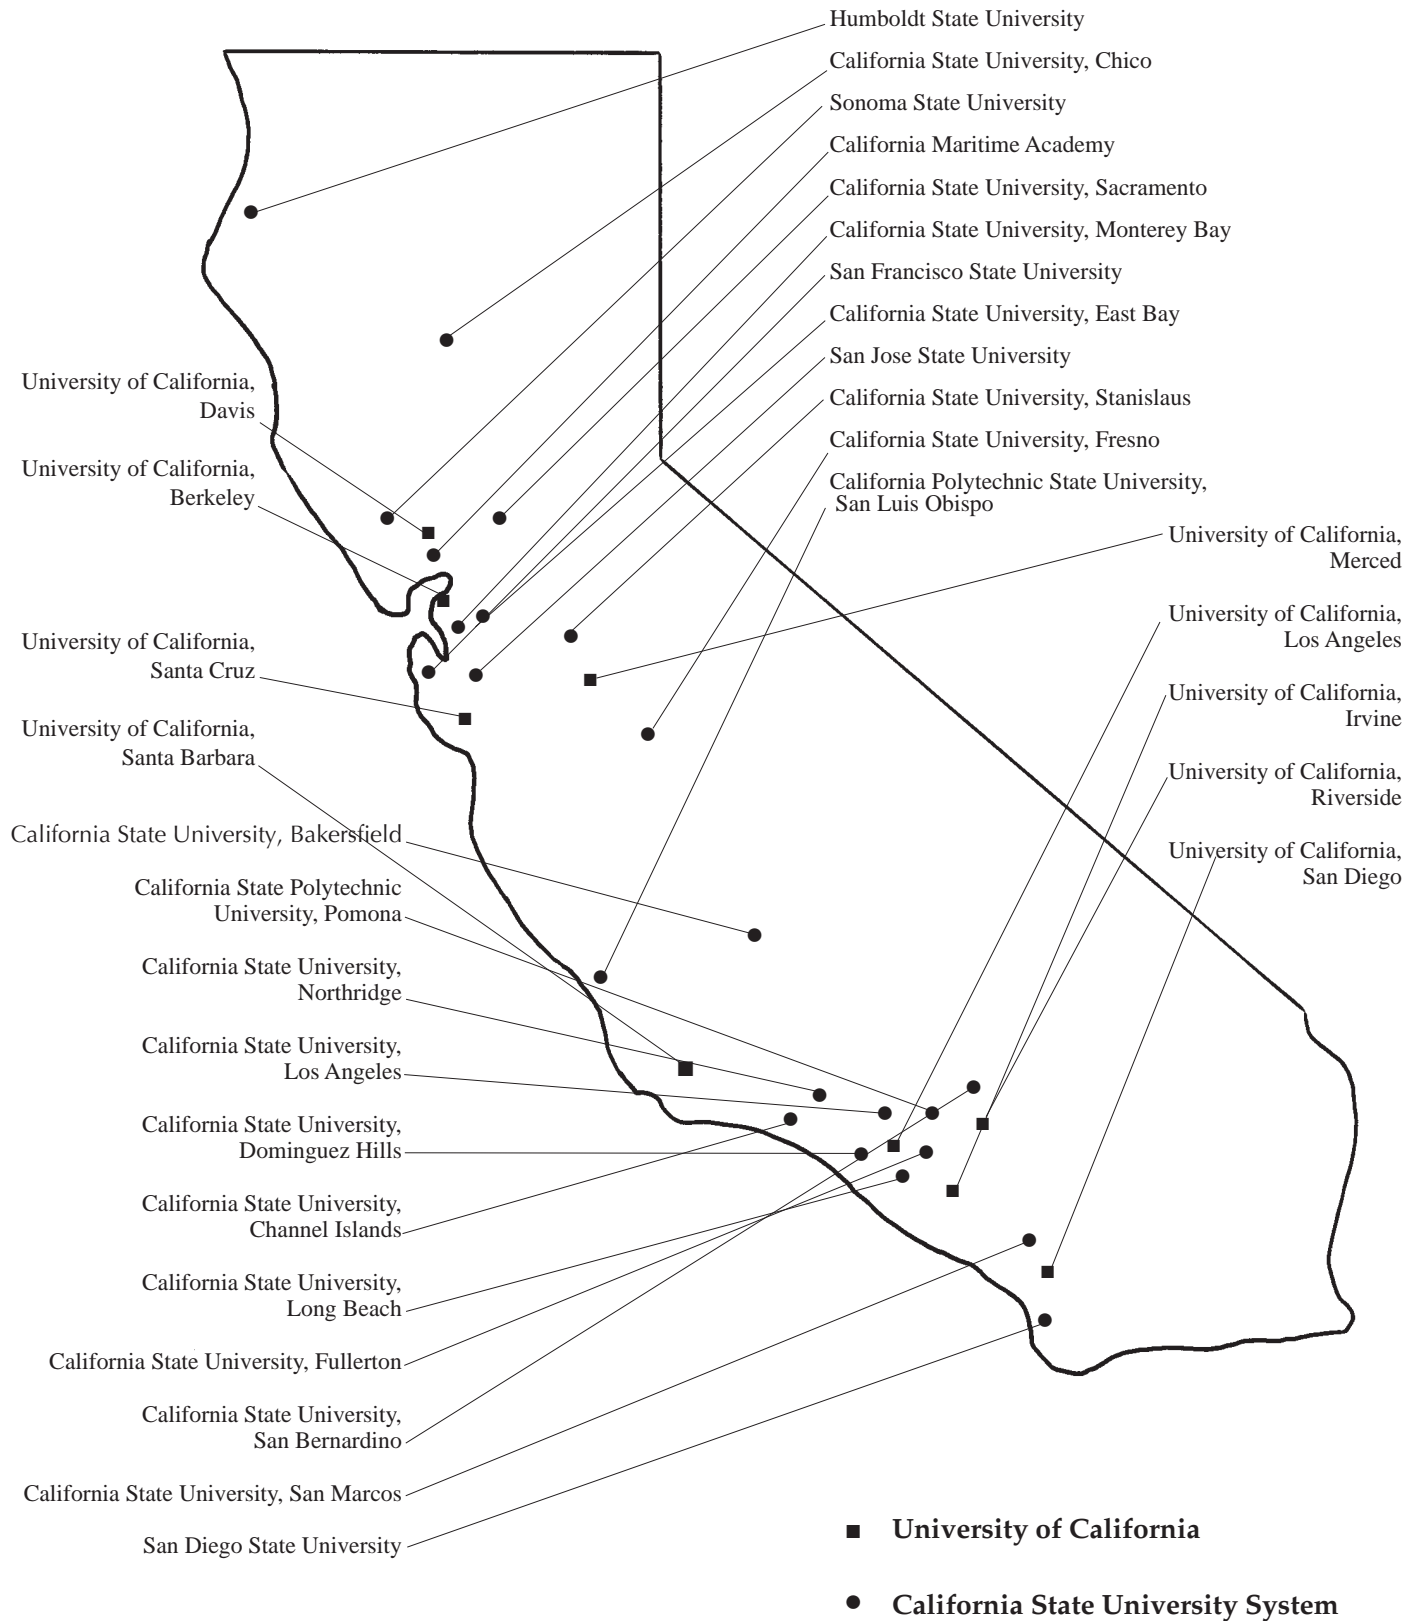 Humboldt State University
California State University, Chico
Sonoma State University
California Maritime Academy
California State University, Sacramento
California State University, Monterey Bay
San Francisco State University
California State University, East Bay
San Jose State University
California State University, Stanislaus
California State University, Fresno
California Polytechnic State University,
San Luis Obispo
University of California,
Merced
University of California,
Los Angeles
University of California,
Irvine
University of California,
Riverside
University of California,
San Diego
University of California,
Davis
University of California,
Berkeley
University of California,
Santa Cruz
University of California,
Santa Barbara
California State University, Bakersfield
California State Polytechnic
University, Pomona
California State University,
Northridge
California State University,
Los Angeles
California State University,
Dominguez Hills
California State University,
Channel Islands
California State University,
Long Beach
California State University, Fullerton
California State University,
San Bernardino
California State University, San Marcos
San Diego State University
University of California
California State University System